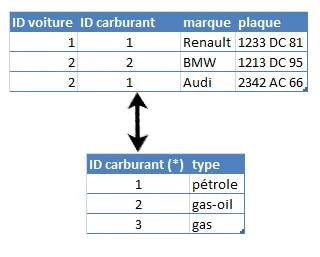 ID voiture ID carburant marque plaque
1 1 Renault 1233 DC 81
2 2 BMW 1213 DC 95
2 1 Audi 2342 AC 66
ID carburant (*) type
1 pétrole
2 gas-oil
3 gas